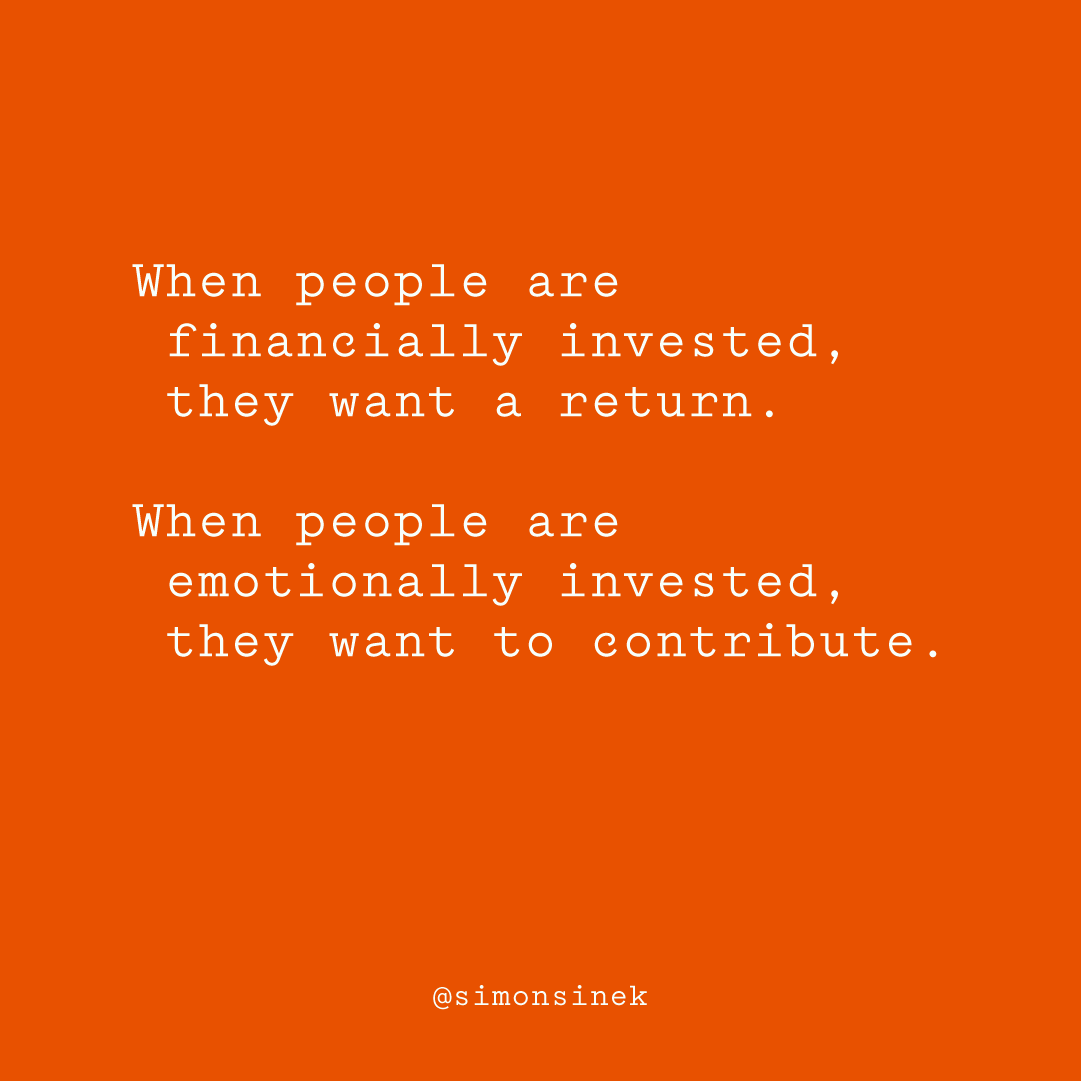 When people are
financially invested,
they want a return.
When people are
emotionally invested,
they want to contribute.
@simonsinek